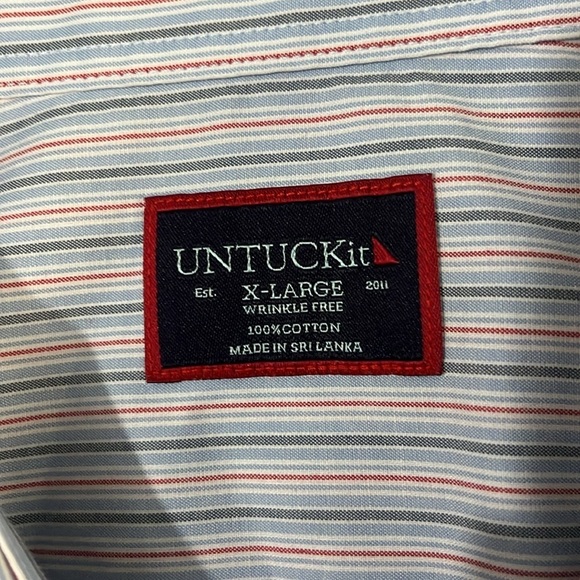 UNTUCKit
Est. X-LARGE 2011
WRINKLE FREE
100% COTTON
MADE IN SRI LANKA